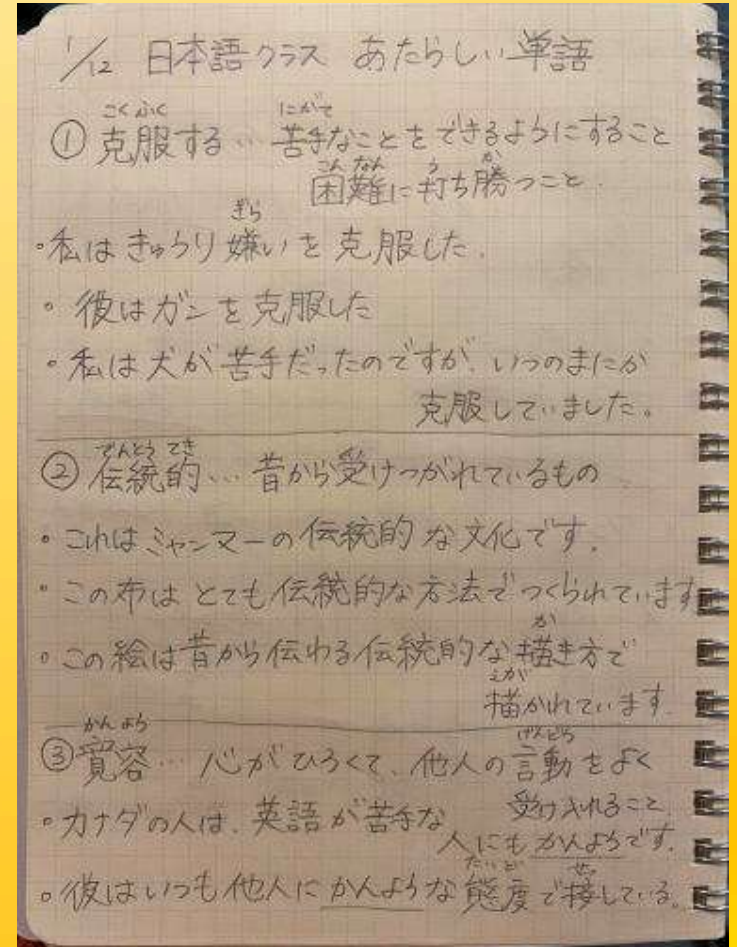 1/12 日本語クラス あたらしい単語
こくふく にがて
①克服する… 苦手なことをできるようにすること
こんなん う か
困難に打ち勝つこと.
ぎら
・私はきゅうり嫌いを克服した.
・彼はガンを克服した
・私は犬が苦手だったのですが、いつのまにか
克服していました。
でんとうてき
②伝統的… 昔から受けつがれているもの
・これはミャンマーの伝統的な文化です.
・この布はとても伝統的な方法でつくられています
か
・この絵は昔から伝わる伝統的な描き方で
えが
描かれています.
かんよう げんどう
③寛容… 心がひろくて、他人の言動をよく
受け入れること
・カナダの人は、英語が苦手な
人にもかんようです.
たいど せっ
・彼はいつも他人にかんような態度で接している.